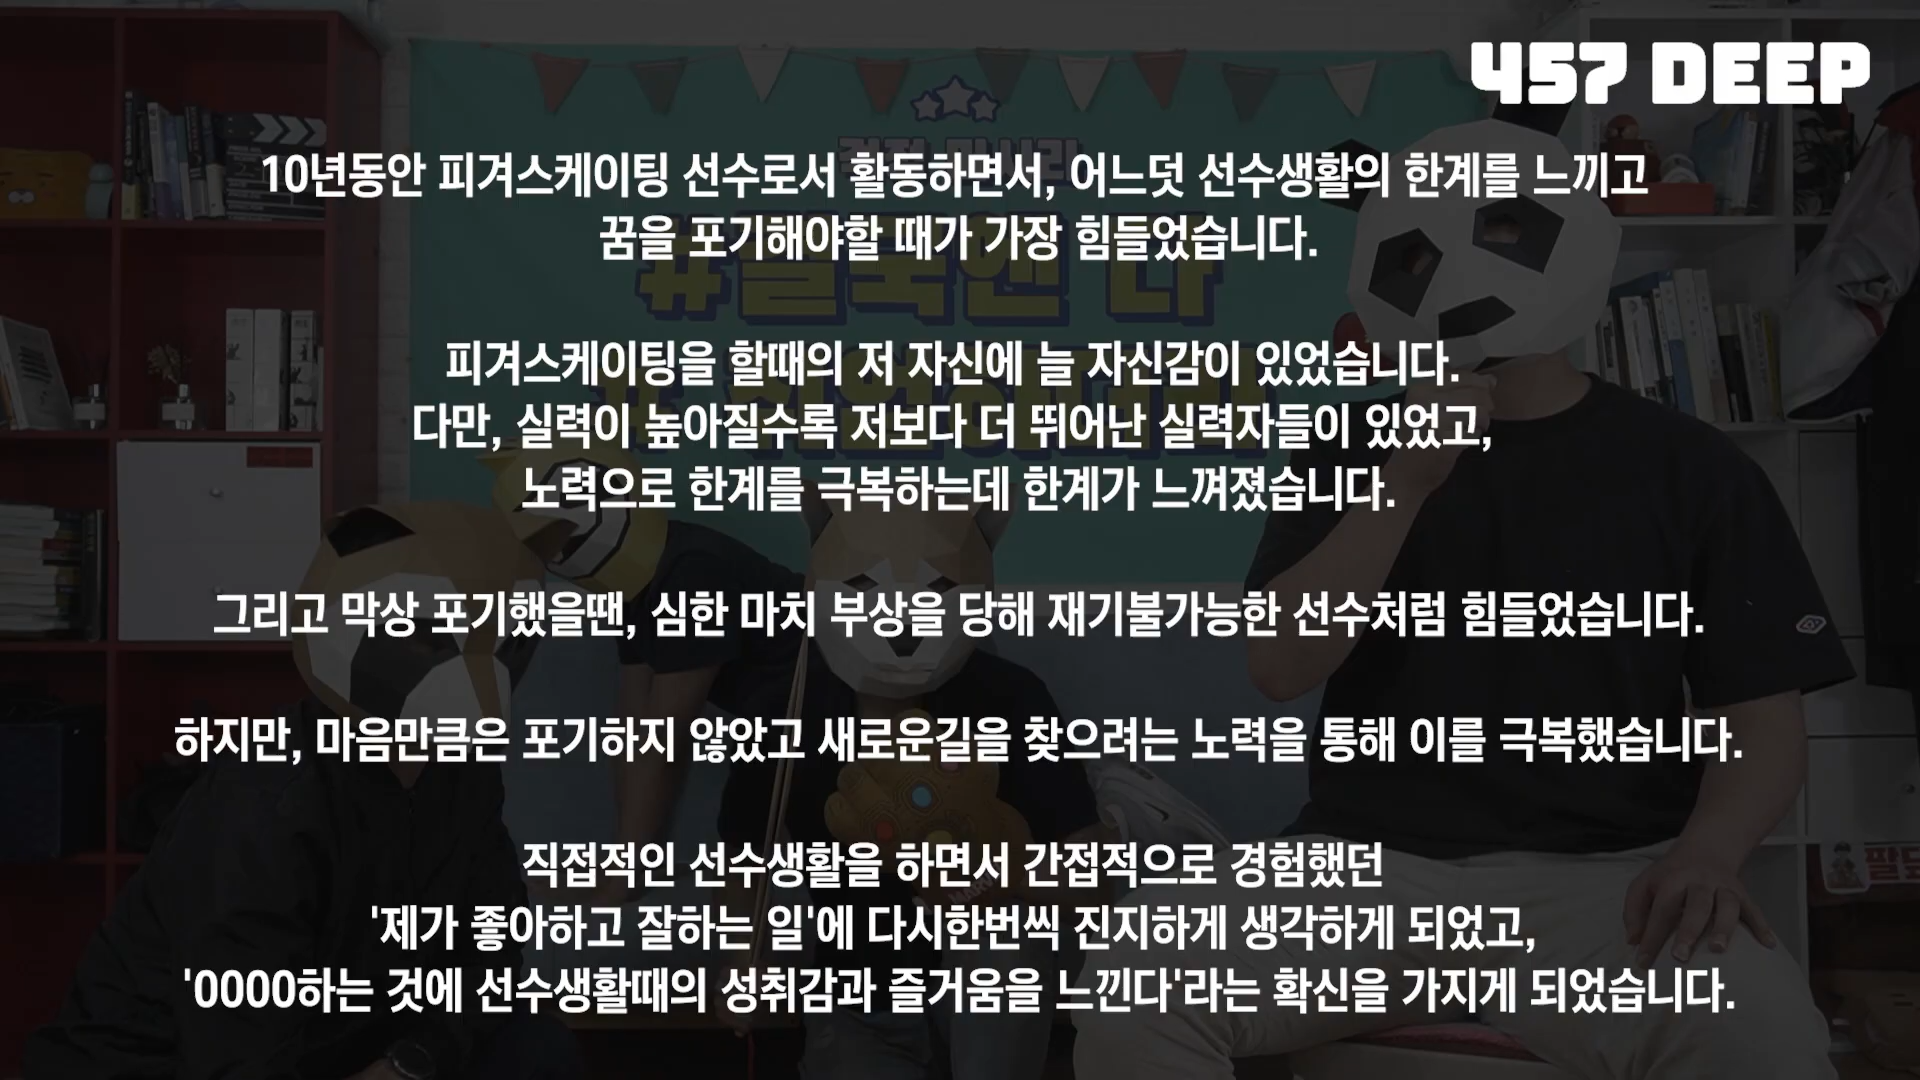 457 DEEP
10년동안 피겨스케이팅 선수로서 활동하면서, 어느덧 선수생활의 한계를 느끼고
꿈을 포기해야할 때가 가장 힘들었습니다.
피겨스케이팅을 할때의 저 자신에 늘 자신감이 있었습니다.
다만, 실력이 높아질수록 저보다 더 뛰어난 실력자들이 있었고,
노력으로 한계를 극복하는데 한계가 느껴졌습니다.
그리고 막상 포기했을땐, 심한 마치 부상을 당해 재기불가능한 선수처럼 힘들었습니다.
하지만, 마음만큼은 포기하지 않았고 새로운길을 찾으려는 노력을 통해 이를 극복했습니다.
직접적인 선수생활을 하면서 간접적으로 경험했던
'제가 좋아하고 잘하는 일'에 다시한번씩 진지하게 생각하게 되었고,
'0000하는 것에 선수생활때의 성취감과 즐거움을 느낀다'라는 확신을 가지게 되었습니다.